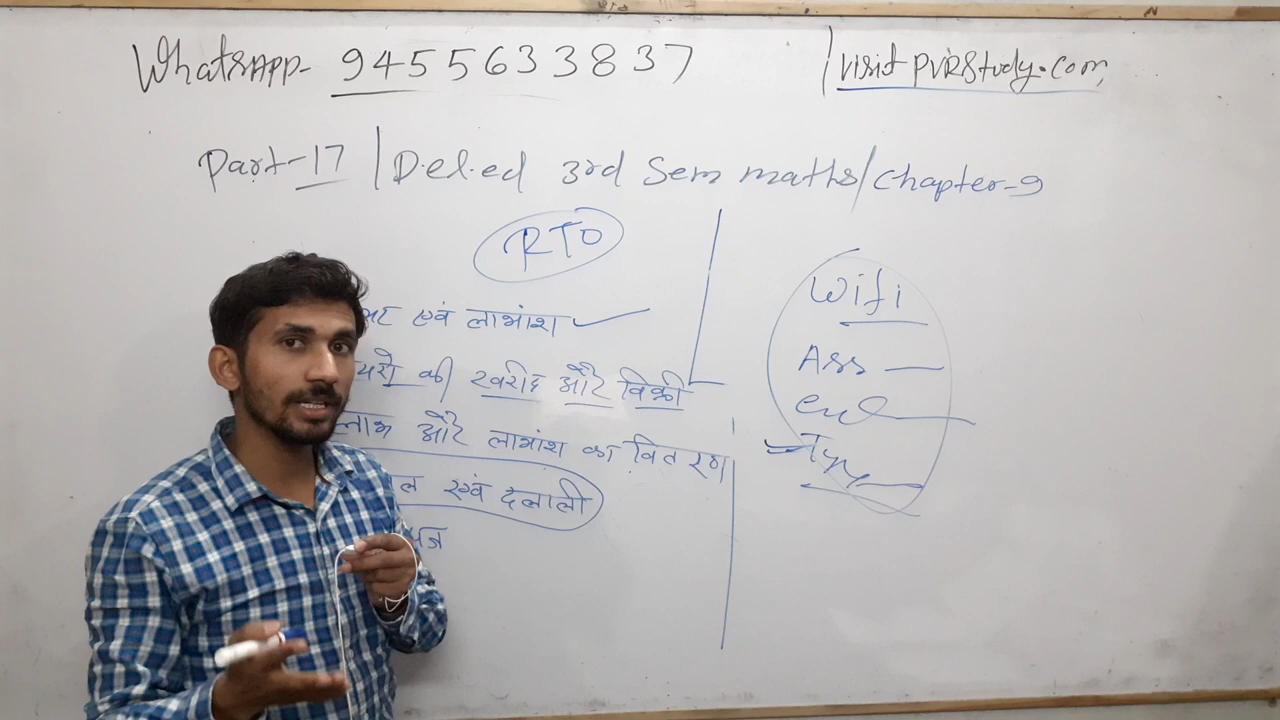 WhatsApp- 9455633837 | visit PVRStudy.com
Part-17 | D.el.ed 3rd Sem maths / Chapter-9
RTO
एवं लाभांश
की खरीद और विक्री
लाभ और लाभांश का वितरण
एवं दलाली
Wifi
Ass
Type